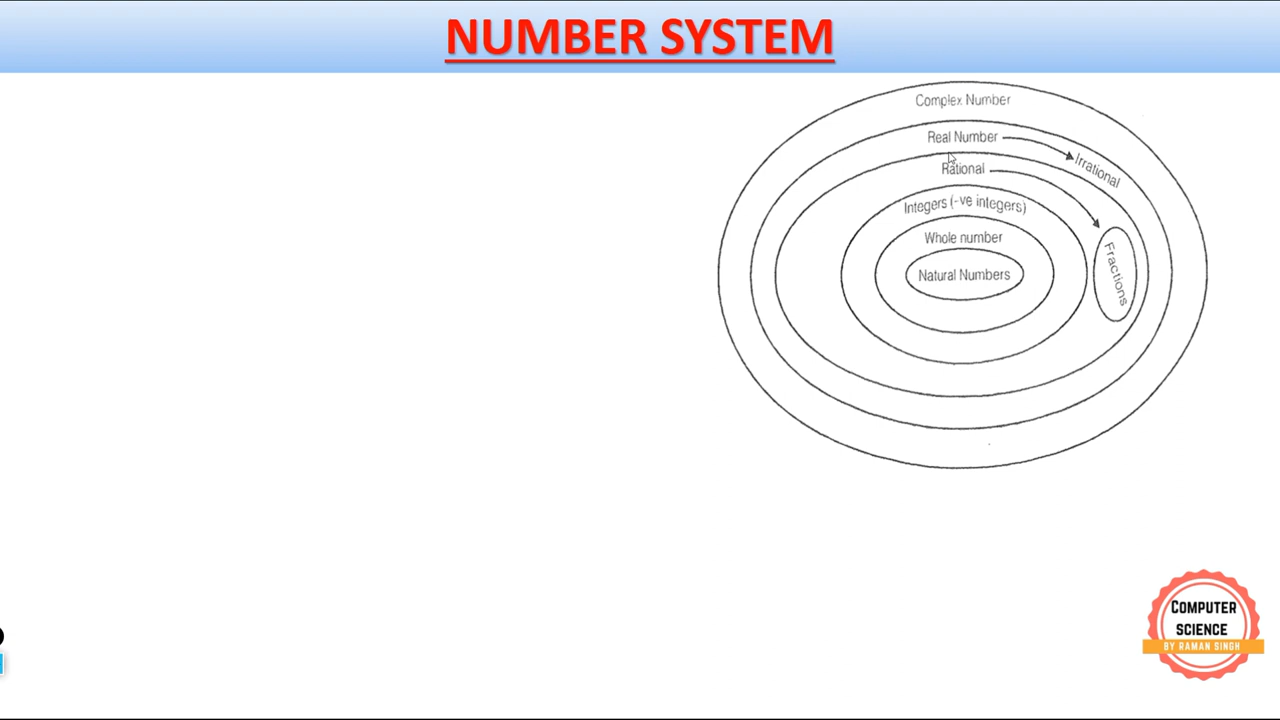 NUMBER SYSTEM
Complex Number
Real Number
Irrational
Rational
Integers (-ve integers)
Whole number
Natural Numbers
Fractions
COMPUTER
SCIENCE
BY RAMAN SINGH